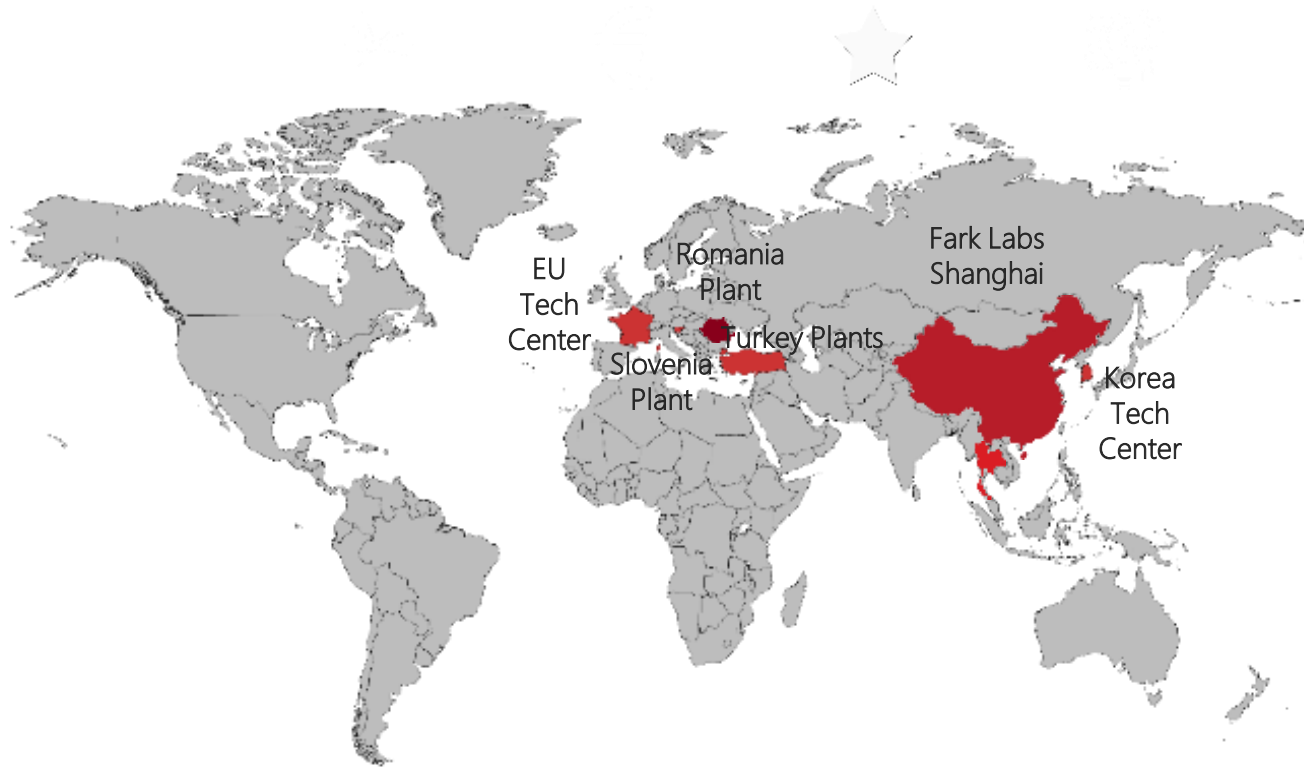 EU
Tech
Center
Romania
Plant
Slovenia
Plant
Turkey Plants
Fark Labs
Shanghai
Korea
Tech
Center